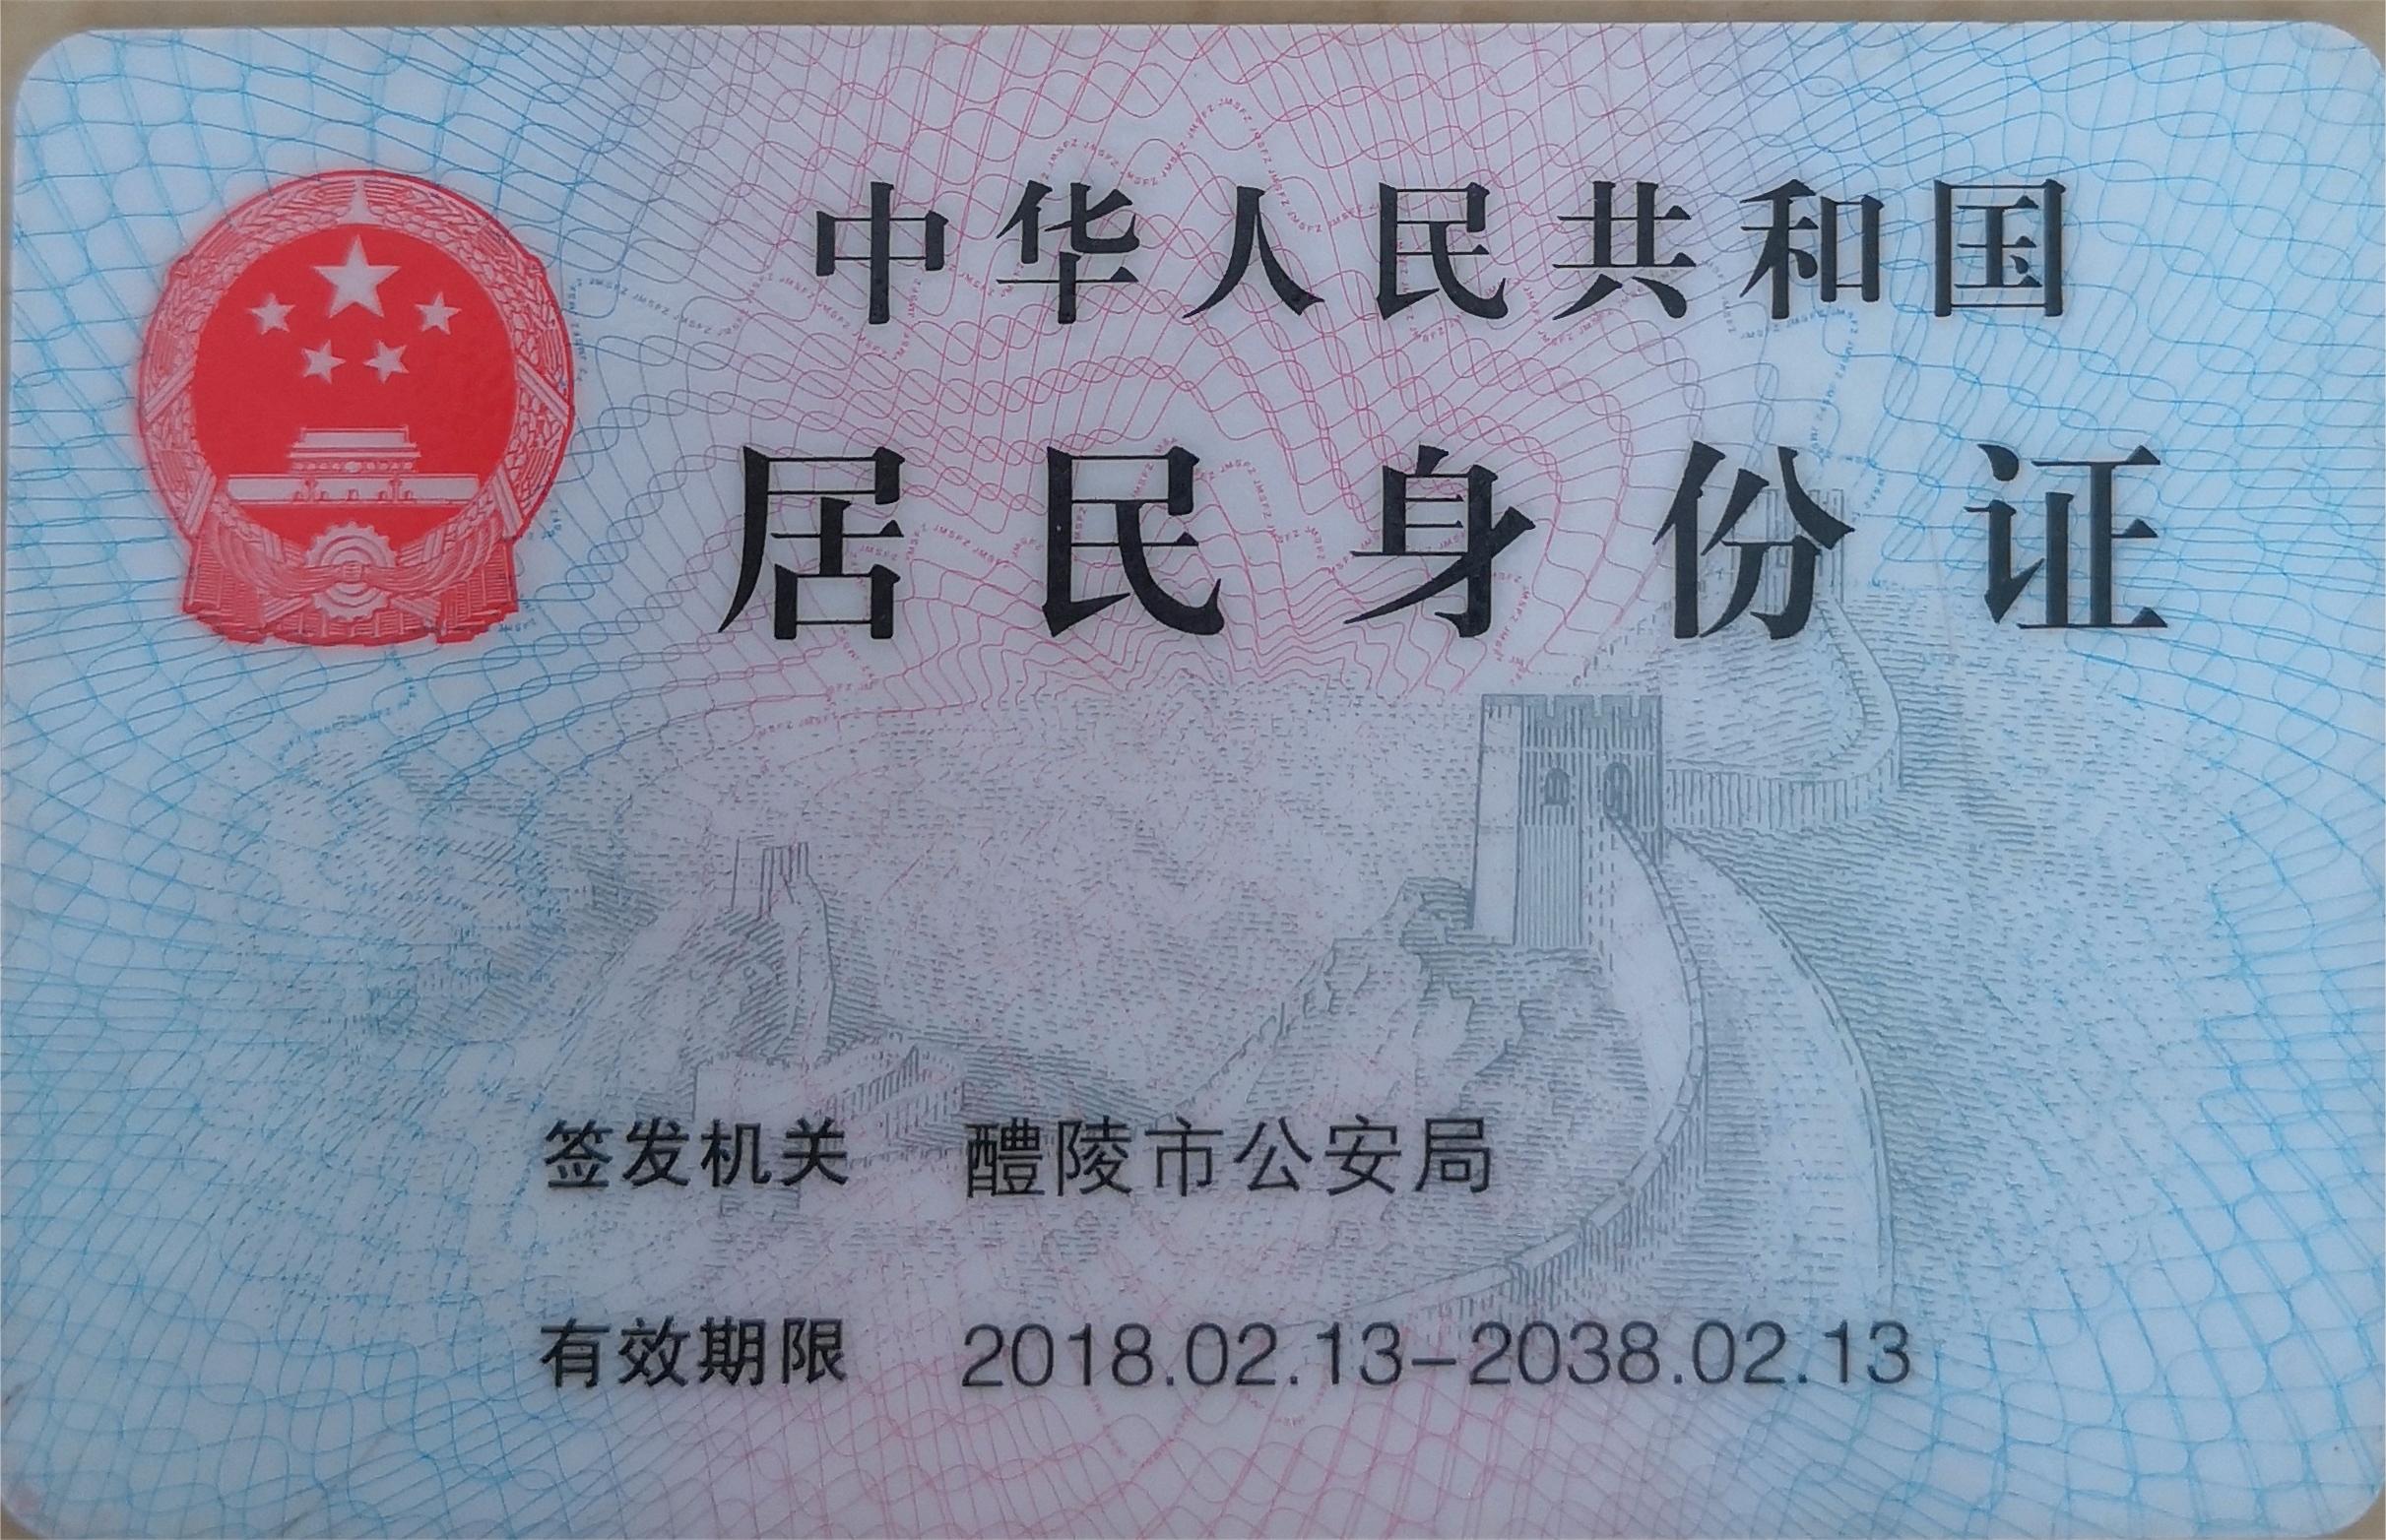 中华人民共和国
居民身份证
签发机关 醴陵市公安局
有效期限 2018.02.13-2038.02.13